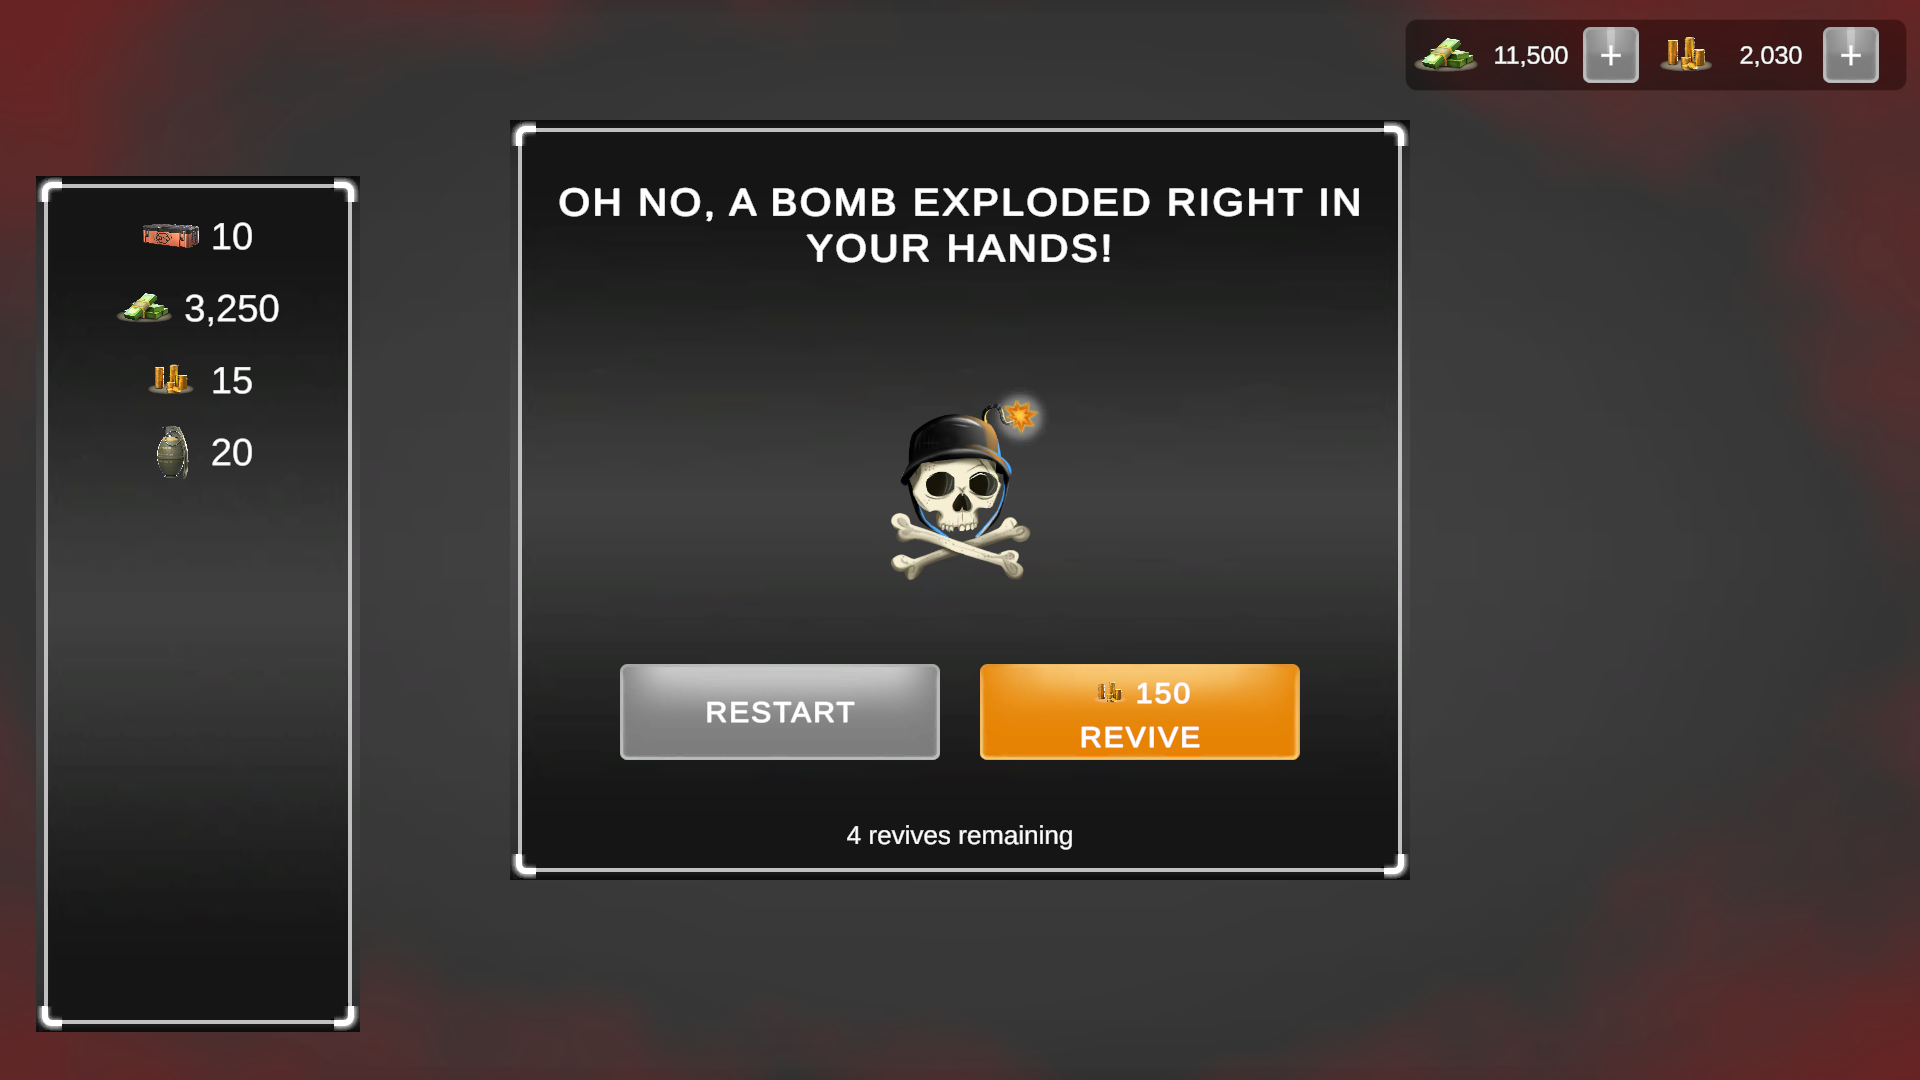 11,500 + 2,030 +
OH NO, A BOMB EXPLODED RIGHT IN
YOUR HANDS!
10
3,250
15
20
RESTART
150
REVIVE
4 revives remaining